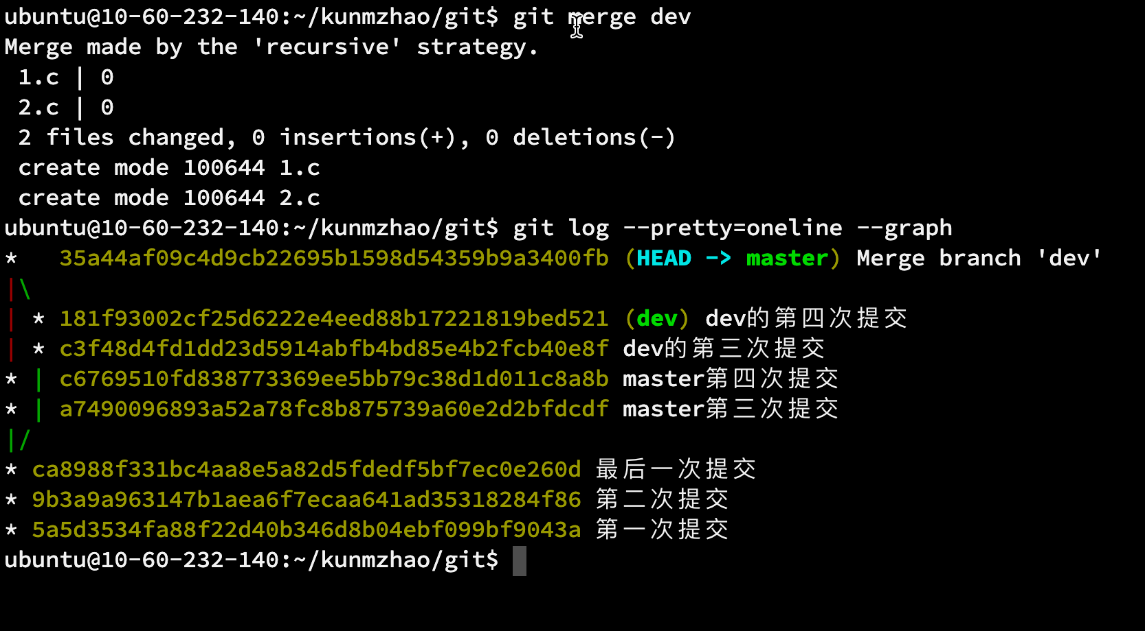 ubuntu@10-60-232-140:~/kunmzhao/git$ git merge dev
Merge made by the 'recursive' strategy.
 1.c | 0
 2.c | 0
 2 files changed, 0 insertions(+), 0 deletions(-)
 create mode 100644 1.c
 create mode 100644 2.c
ubuntu@10-60-232-140:~/kunmzhao/git$ git log --pretty=oneline --graph
*   35a44af09c4d9cb22695b1598d54359b9a3400fb (HEAD -> master) Merge branch 'dev'
|\
| * 181f93002cf25d6222e4eed88b17221819bed521 (dev) dev的第四次提交
| * c3f48d4fd1dd23d5914abfb4bd85e4b2fcb40e8f dev的第三次提交
* | c6769510fd838773369ee5bb79c38d1d011c8a8b master第四次提交
* | a7490096893a52a78fc8b875739a60e2d2bfdcdf master第三次提交
|/
* ca8988f331bc4aa8e5a82d5fdedf5bf7ec0e260d 最后一次提交
* 9b3a9a963147b1aea6f7ecaa641ad35318284f86 第二次提交
* 5a5d3534fa88f22d40b346d8b04ebf099bf9043a 第一次提交
ubuntu@10-60-232-140:~/kunmzhao/git$